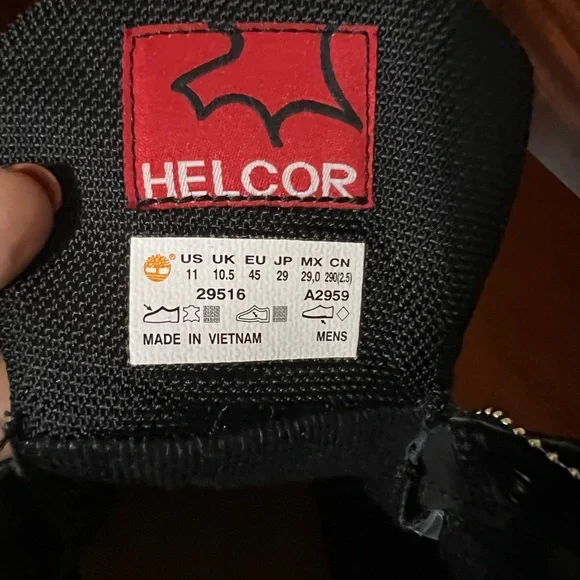 HELCOR
US UK EU JP MX CN
11 10.5 45 29 29,0 290(2.5)
29516 A2959
MADE IN VIETNAM MENS